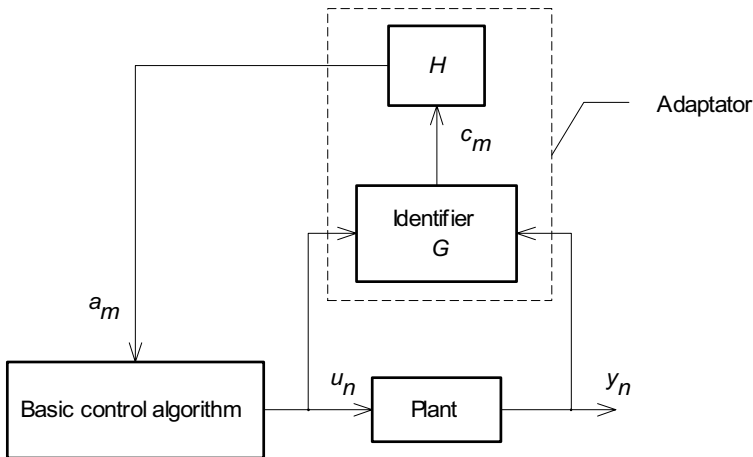 H
Adaptator
c_m
Identifier
G
a_m
u_n
y_n
Basic control algorithm
Plant